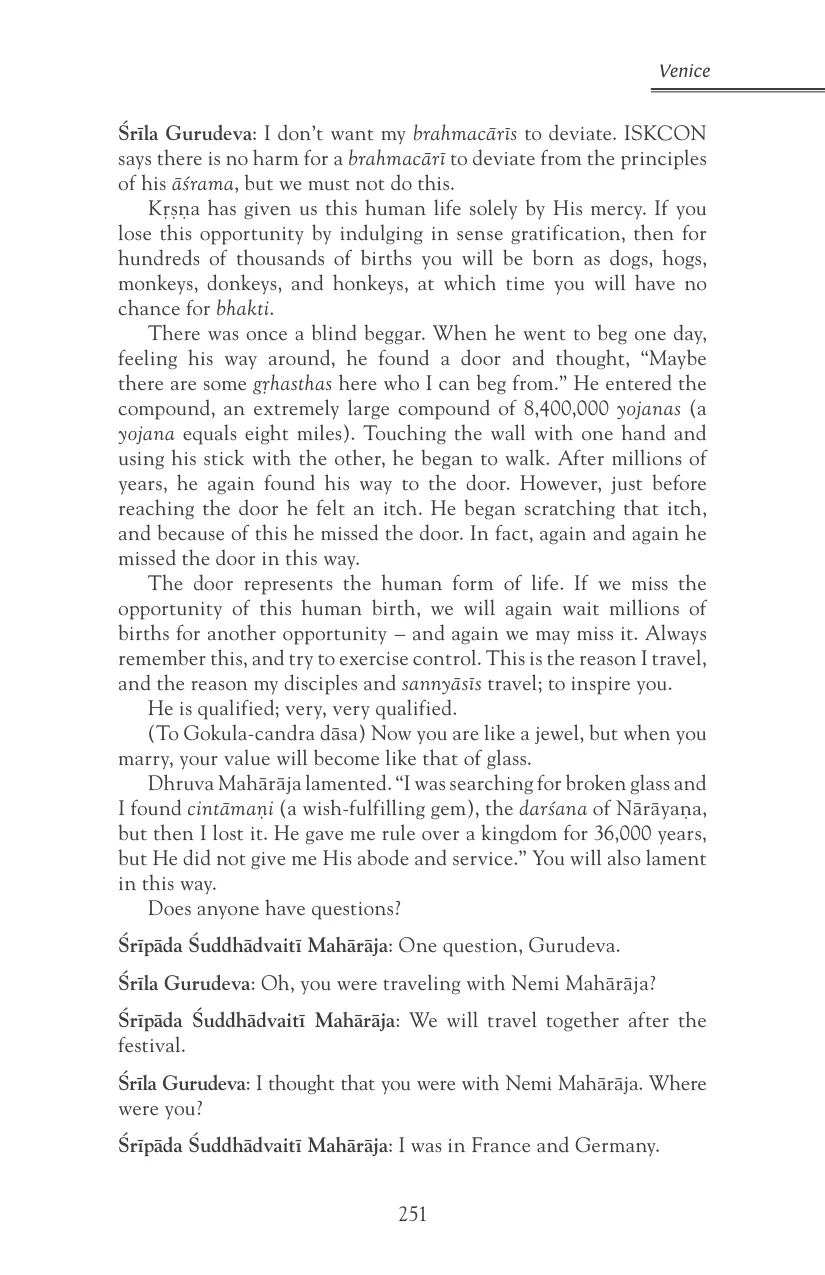 Venice
Śrīla Gurudeva: I don’t want my brahmacārīs to deviate. ISKCON
says there is no harm for a brahmacārī to deviate from the principles
of his āśrama, but we must not do this.
Kṛṣṇa has given us this human life solely by His mercy. If you
lose this opportunity by indulging in sense gratification, then for
hundreds of thousands of births you will be born as dogs, hogs,
monkeys, donkeys, and honkeys, at which time you will have no
chance for bhakti.
There was once a blind beggar. When he went to beg one day,
feeling his way around, he found a door and thought, “Maybe
there are some gṛhasthas here who I can beg from.” He entered the
compound, an extremely large compound of 8,400,000 yojanas (a
yojana equals eight miles). Touching the wall with one hand and
using his stick with the other, he began to walk. After millions of
years, he again found his way to the door. However, just before
reaching the door he felt an itch. He began scratching that itch,
and because of this he missed the door. In fact, again and again he
missed the door in this way.
The door represents the human form of life. If we miss the
opportunity of this human birth, we will again wait millions of
births for another opportunity – and again we may miss it. Always
remember this, and try to exercise control. This is the reason I travel,
and the reason my disciples and sannyāsīs travel; to inspire you.
He is qualified; very, very qualified.
(To Gokula-candra dāsa) Now you are like a jewel, but when you
marry, your value will become like that of glass.
Dhruva Mahārāja lamented. “I was searching for broken glass and
I found cintāmaṇi (a wish-fulfilling gem), the darśana of Nārāyaṇa,
but then I lost it. He gave me rule over a kingdom for 36,000 years,
but He did not give me His abode and service.” You will also lament
in this way.
Does anyone have questions?
Śrīpāda Śuddhādvaitī Mahārāja: One question, Gurudeva.
Śrīla Gurudeva: Oh, you were traveling with Nemi Mahārāja?
Śrīpāda Śuddhādvaitī Mahārāja: We will travel together after the
festival.
Śrīla Gurudeva: I thought that you were with Nemi Mahārāja. Where
were you?
Śrīpāda Śuddhādvaitī Mahārāja: I was in France and Germany.
251